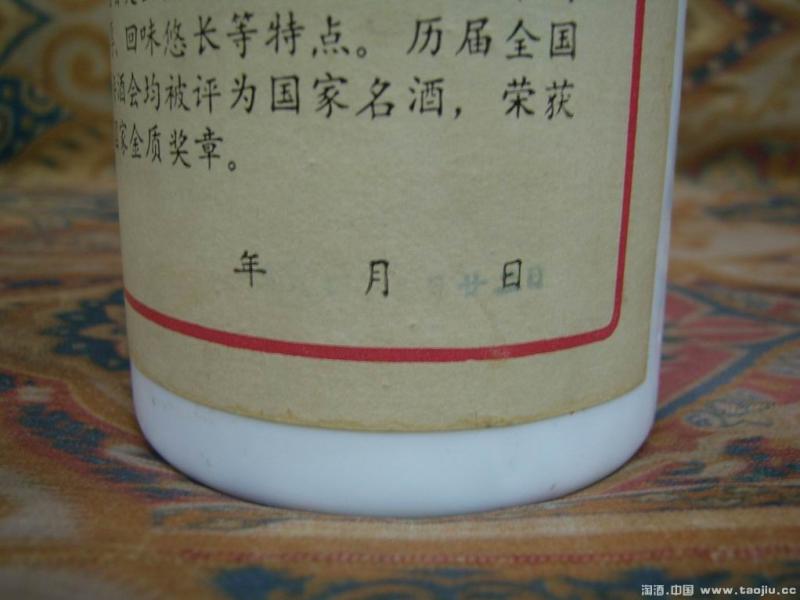 回味悠长等特点。历届全国
酒会均被评为国家名酒，荣获
家金质奖章。
年 月 日
廿 日
淘酒.中国 www.taojiu.cc